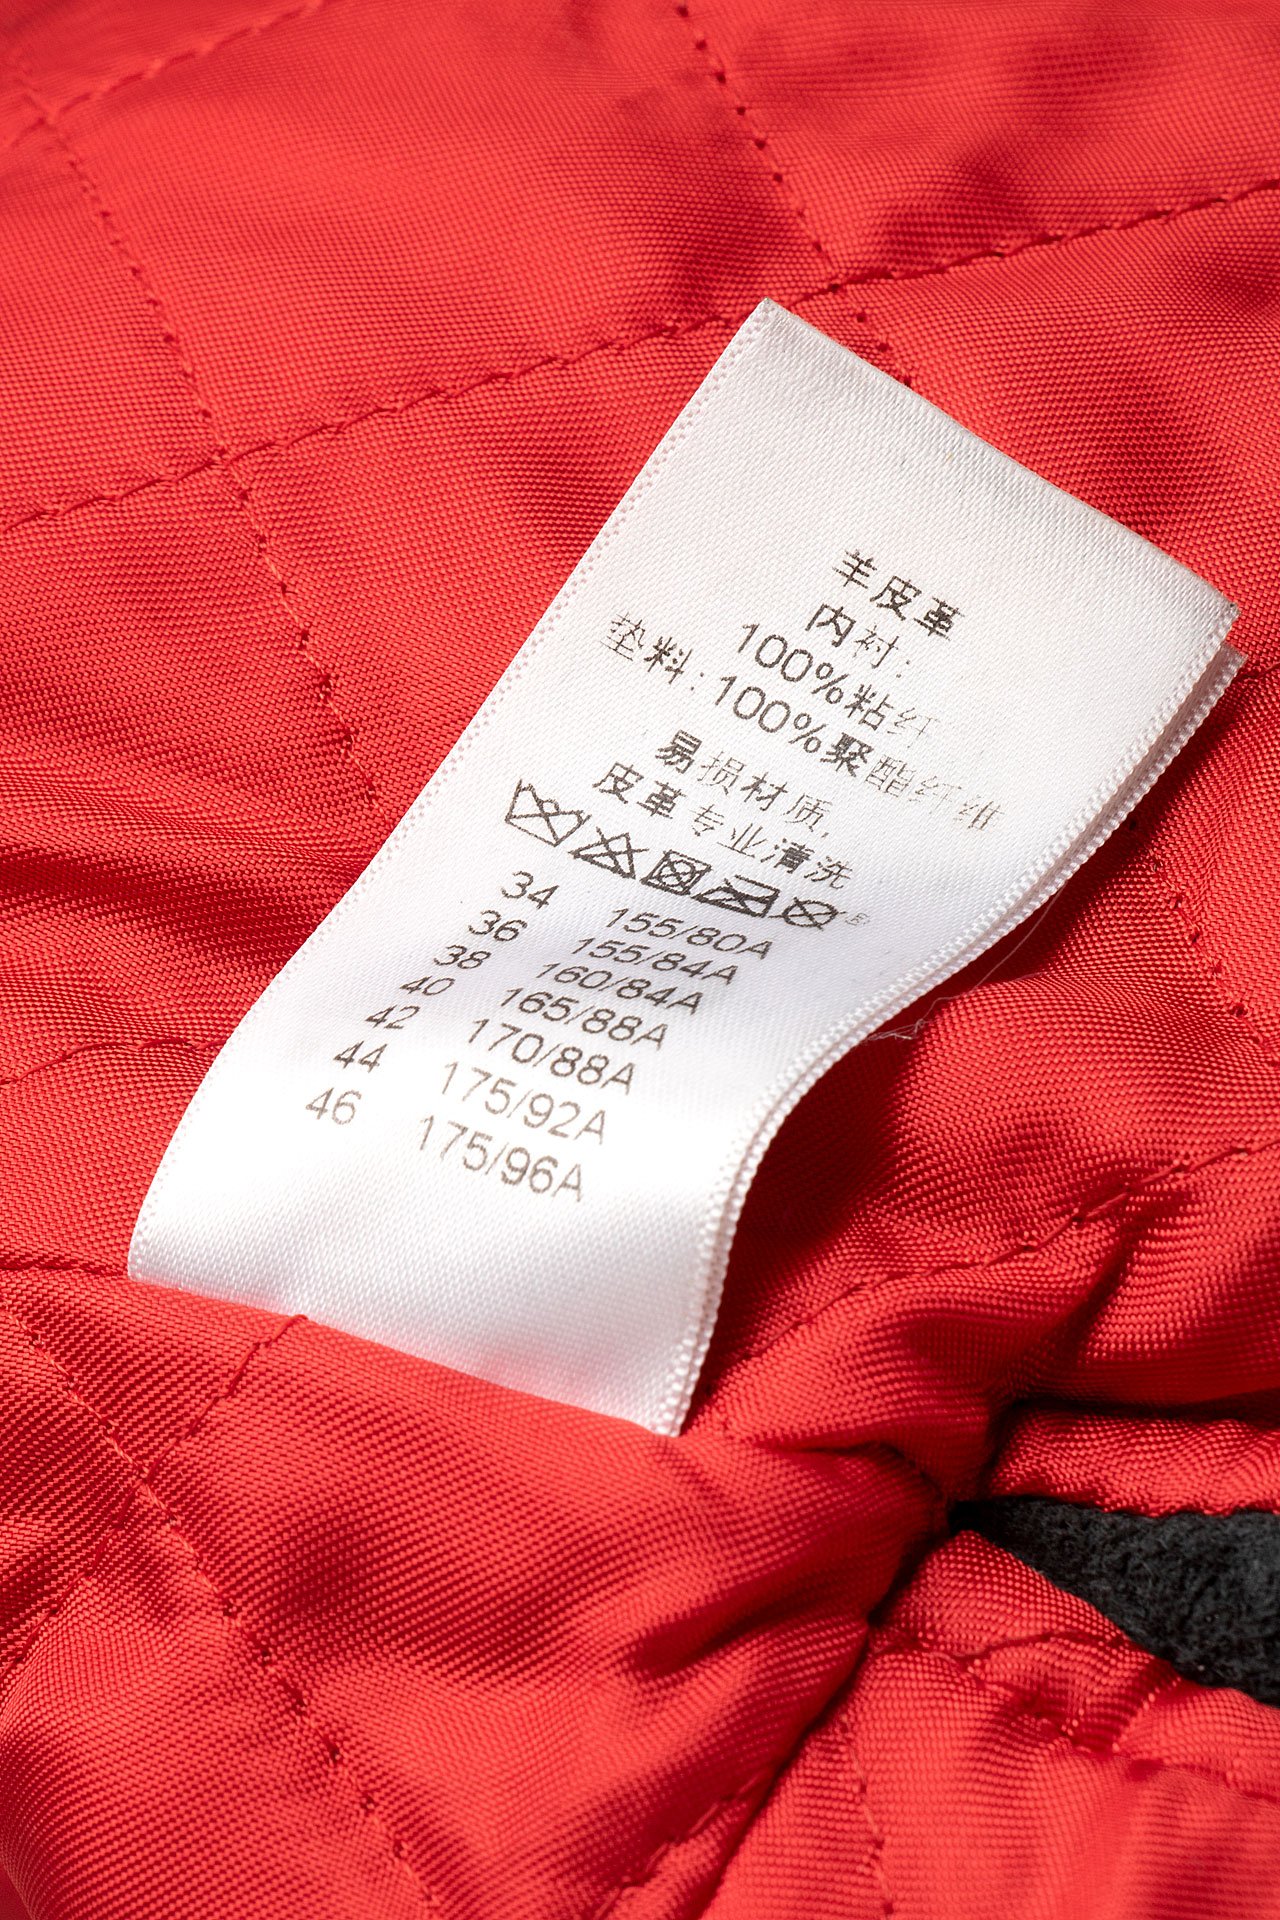 羊皮革
内衬:
100%粘纤
垫料:100%聚酯纤维
易损材质,
皮革专业清洗
34 155/80A
36 155/84A
38 160/84A
40 165/88A
42 170/88A
44 175/92A
46 175/96A